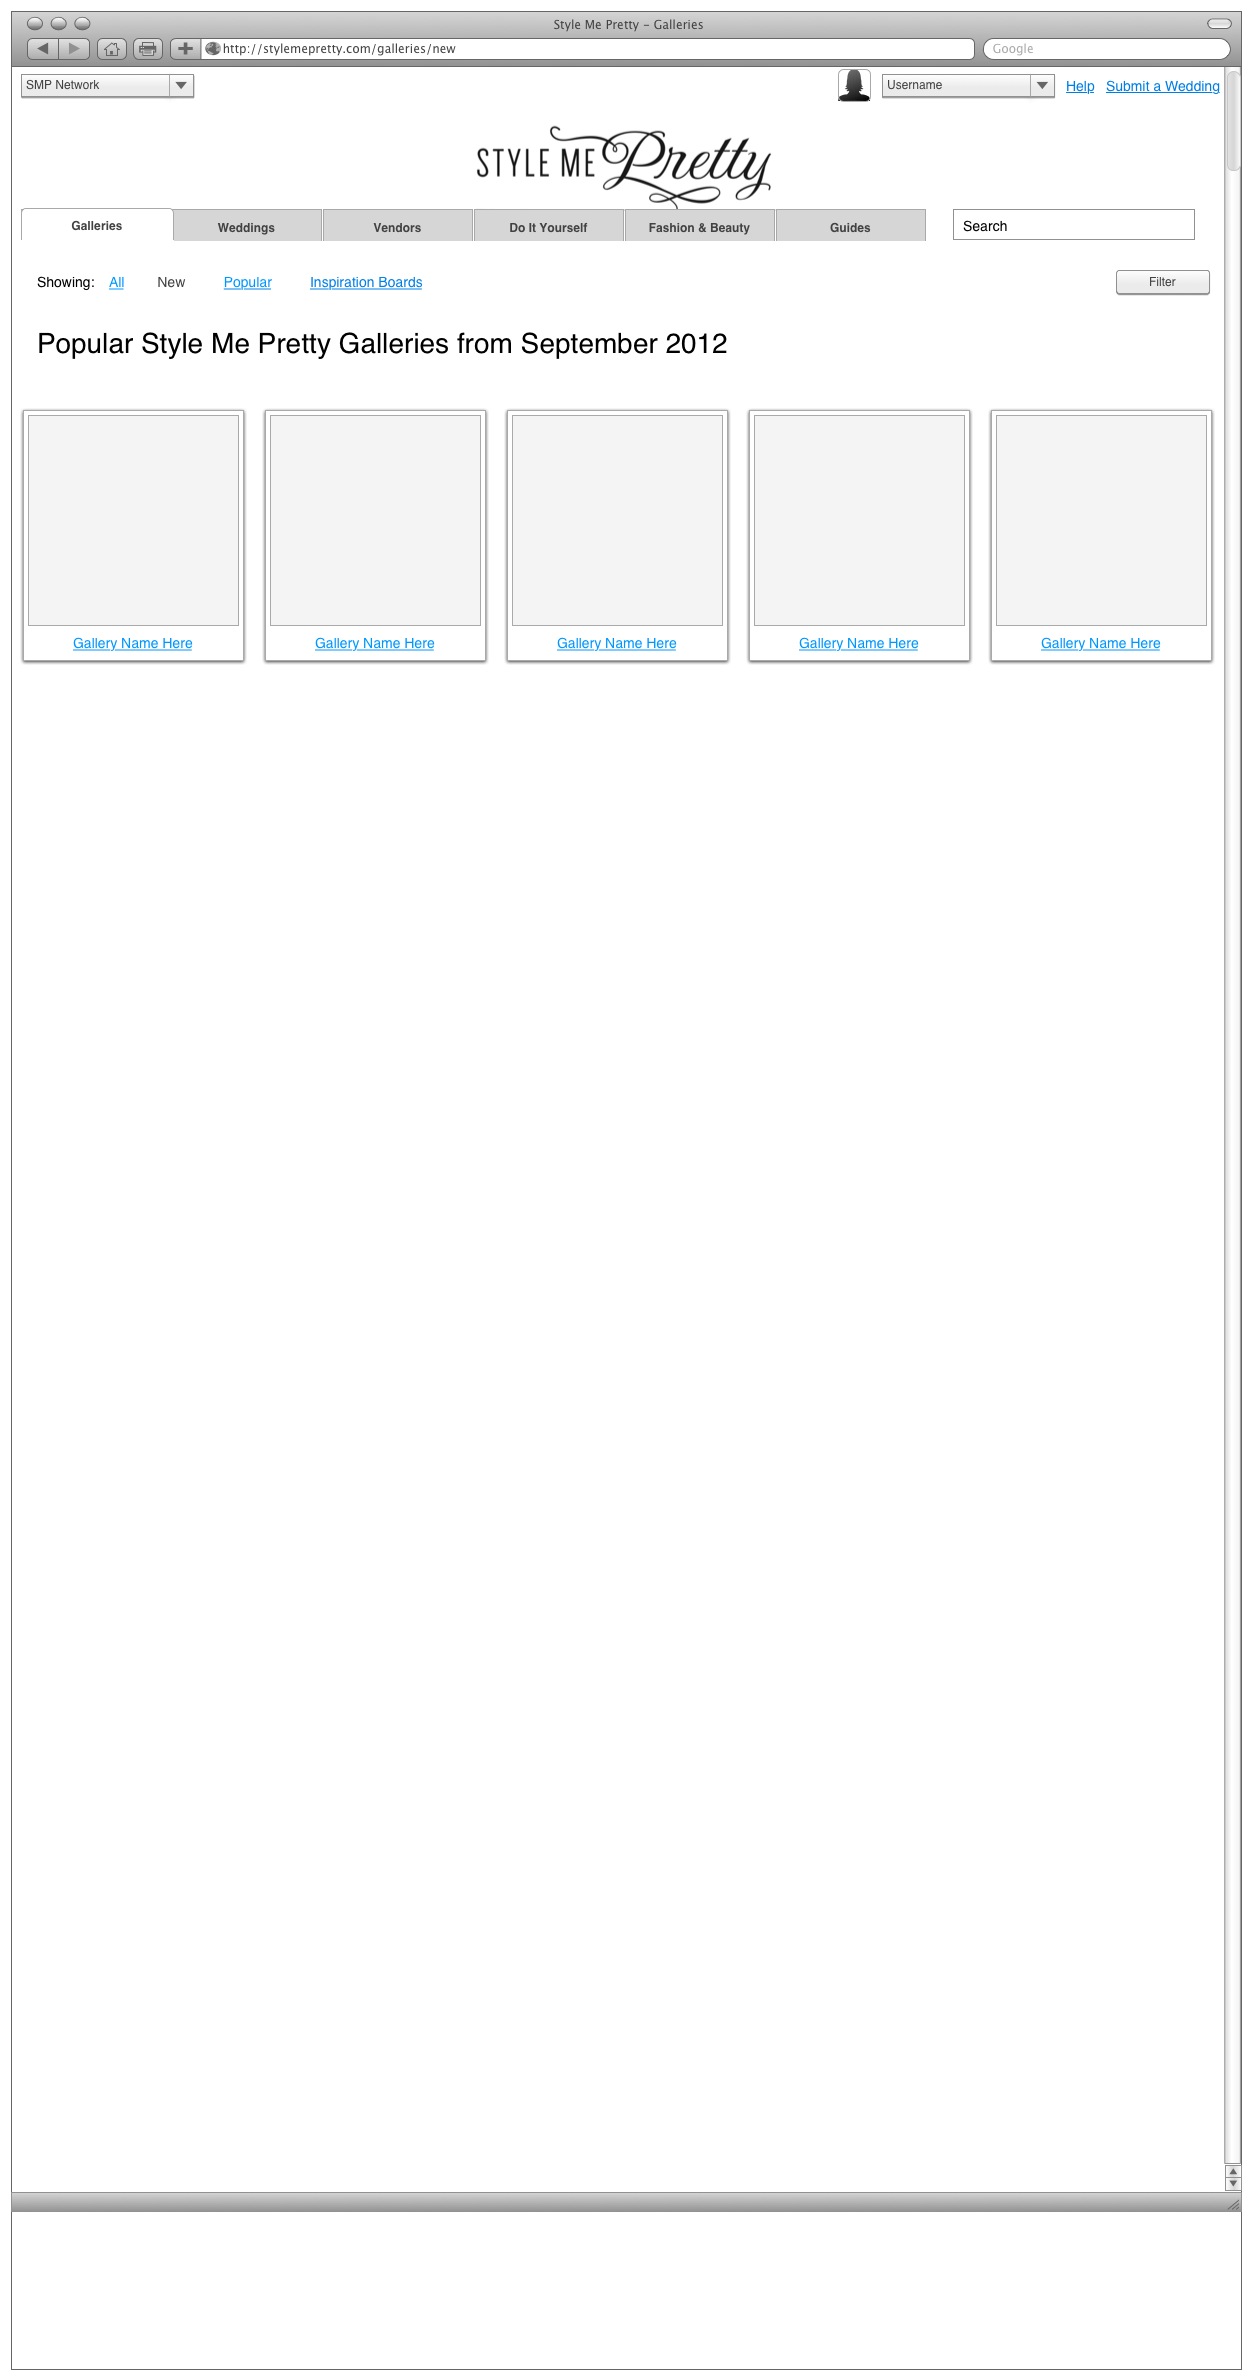 Style Me Pretty – Galleries
http://stylemepretty.com/galleries/new
Google
SMP Network
Username
Help
Submit a Wedding
STYLE ME Pretty
Galleries
Weddings
Vendors
Do It Yourself
Fashion & Beauty
Guides
Search
Showing: All New Popular Inspiration Boards
Filter
Popular Style Me Pretty Galleries from September 2012
Gallery Name Here
Gallery Name Here
Gallery Name Here
Gallery Name Here
Gallery Name Here